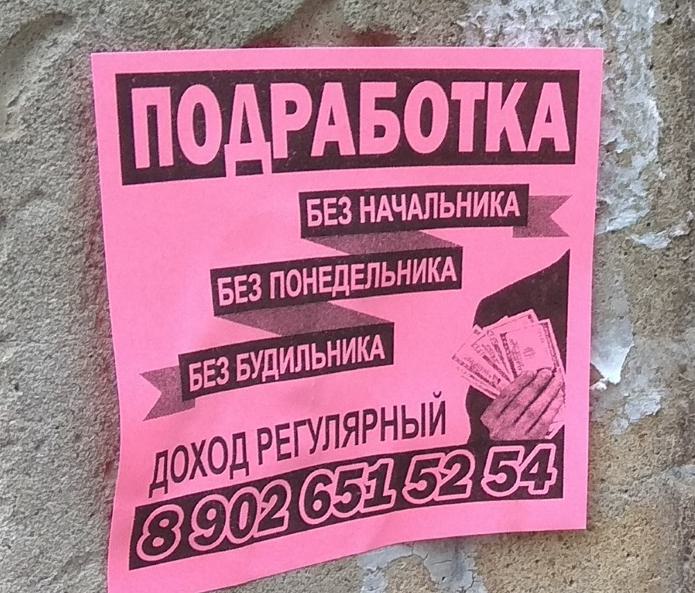 ПОДРАБОТКА
БЕЗ НАЧАЛЬНИКА
БЕЗ ПОНЕДЕЛЬНИКА
БЕЗ БУДИЛЬНИКА
ДОХОД РЕГУЛЯРНЫЙ
8 902 651 52 54